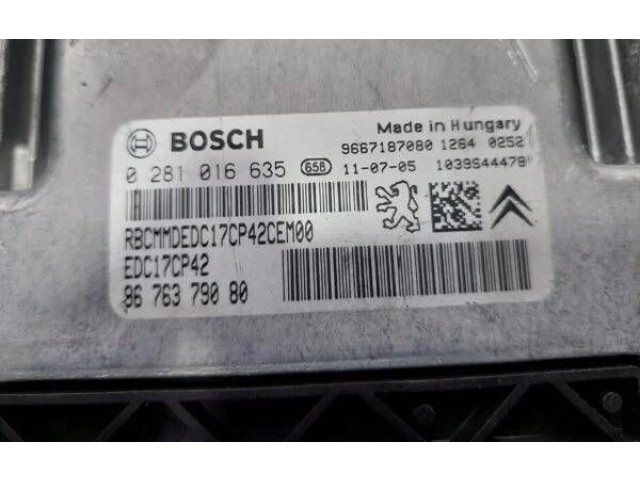 BOSCH
Made in Hungary
9667187080 1264 0252
0 281 016 635 65B 11-07-05 1039S44478
RBCMMDEDC17CP42CEM00
EDC17CP42
96 763 790 80